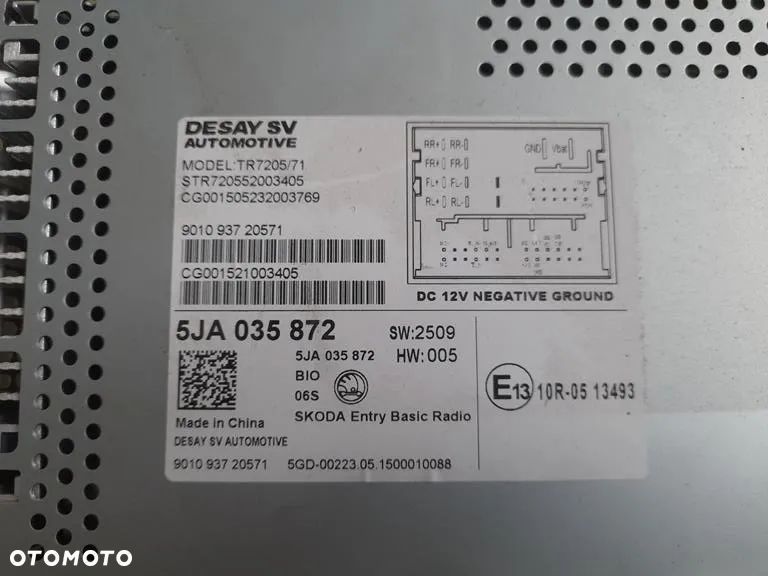 DESAY SV
AUTOMOTIVE
MODEL:TR7205/71
STR720552003405
CG001505232003769
9010 937 20571
CG001521003405
RR+ RR- GND Vbat
FR+ FR-
FL+ FL-
RL+ RL-
DC 12V NEGATIVE GROUND
5JA 035 872 SW:2509
5JA 035 872 HW:005
BIO
06S
SKODA Entry Basic Radio
E13 10R-05 13493
Made in China
DESAY SV AUTOMOTIVE
9010 937 20571 5GD-00223.05.1500010088
OTOMOTO